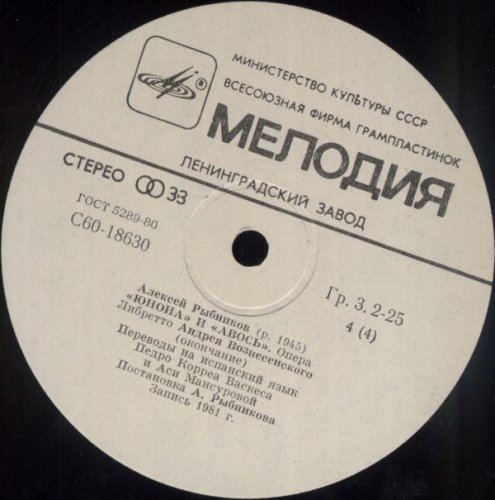 МИНИСТЕРСТВО КУЛЬТУРЫ СССР
ВСЕСОЮЗНАЯ ФИРМА ГРАМПЛАСТИНОК
МЕЛОДИЯ
ЛЕНИНГРАДСКИЙ ЗАВОД
СТЕРЕО 33
ГОСТ 5289-80
С60-18630
Гр. 3. 2-25
4 (4)
Алексей Рыбников (р. 1945)
«ЮНОНА» И «АВОСЬ». Опера
Либретто Андрея Вознесенского
(окончание)
Переводы на испанский язык
Педро Корреа Васкеса
и Аси Мансуровой
Постановка А. Рыбникова
Запись 1981 г.